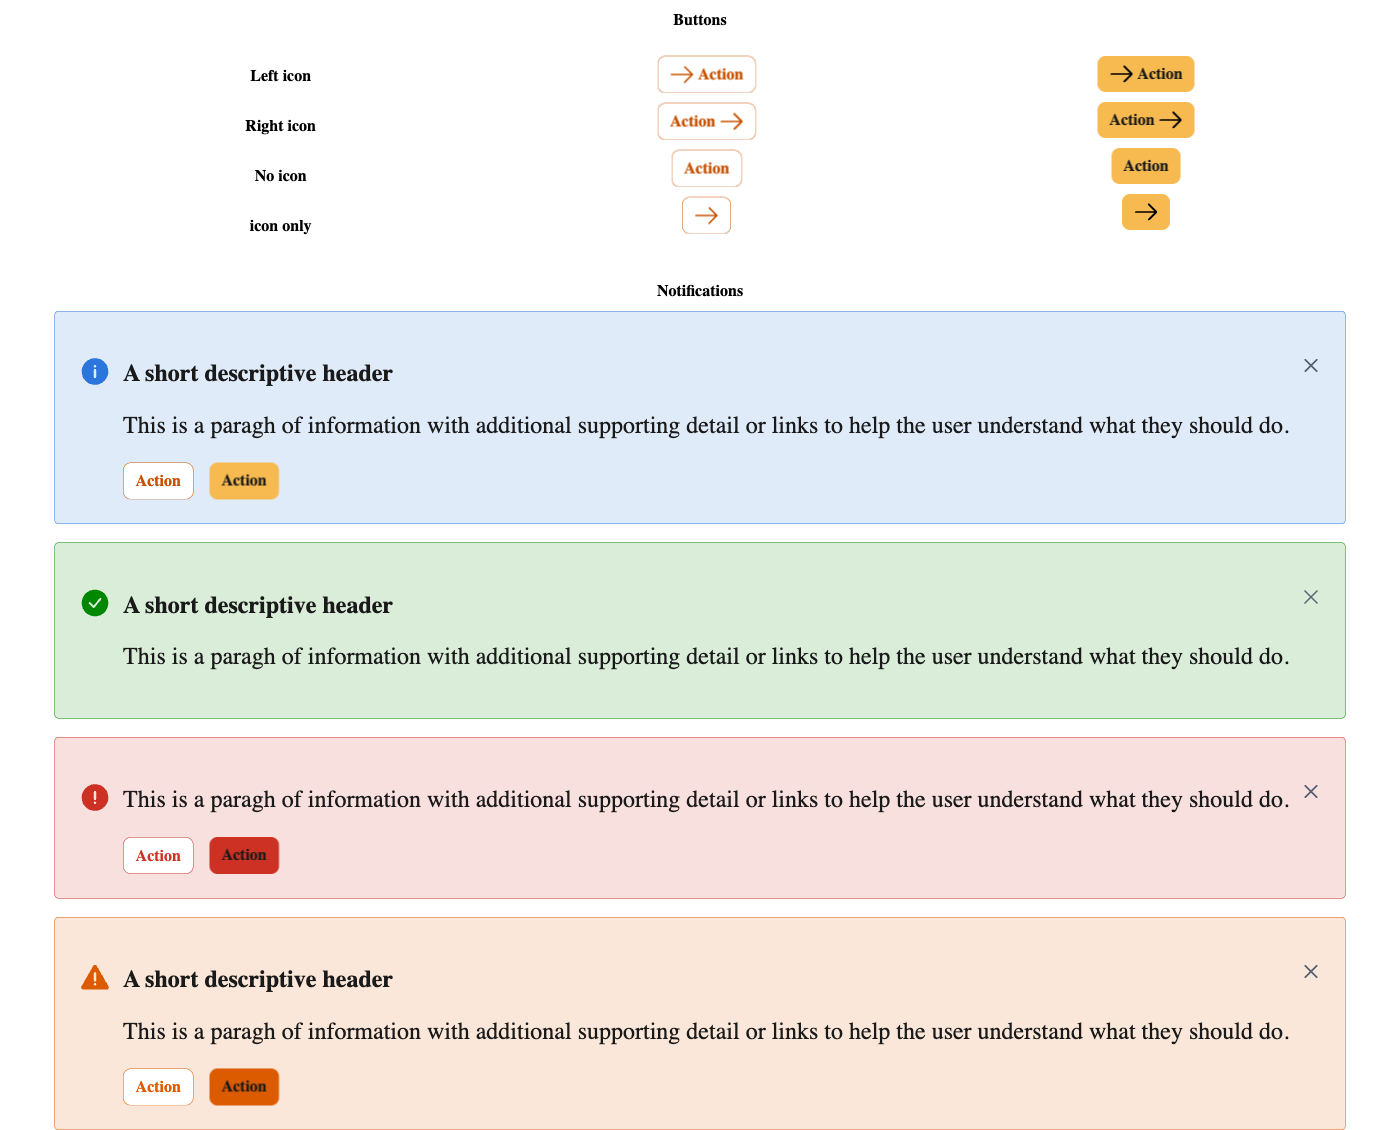 Buttons
Left icon Action Action
Right icon Action Action
No icon Action Action
icon only
Notifications
A short descriptive header
This is a paragh of information with additional supporting detail or links to help the user understand what they should do.
Action Action
A short descriptive header
This is a paragh of information with additional supporting detail or links to help the user understand what they should do.
This is a paragh of information with additional supporting detail or links to help the user understand what they should do.
Action Action
A short descriptive header
This is a paragh of information with additional supporting detail or links to help the user understand what they should do.
Action Action